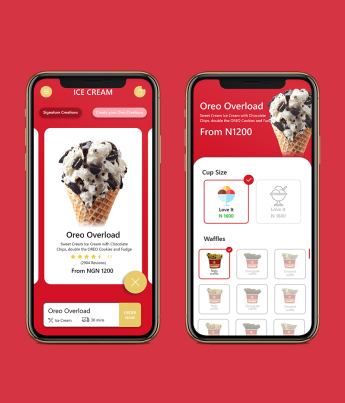 ICE CREAM
Signature Creations
Create your Own Creations
Oreo Overload
Sweet Cream Ice Cream with Chocolate
Chips, double the OREO Cookies and Fudge
(2904 Reviews)
From NGN 1200
Oreo Overload
Ice Cream
30 mins
ORDER
NOW
Oreo Overload
Sweet Cream Ice Cream with Chocolate
Chips, double the OREO Cookies and Fudge
From N1200
Cup Size
Love It
Love It
Waffles